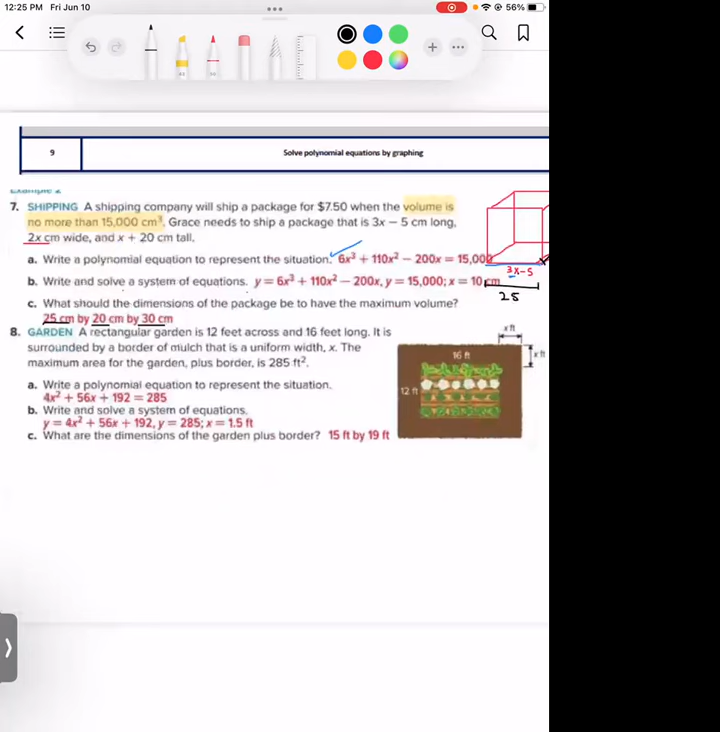 12:25 PM Fri Jun 10
56%
9 Solve polynomial equations by graphing
Example 2
7. SHIPPING A shipping company will ship a package for $7.50 when the volume is
no more than 15,000 cm³. Grace needs to ship a package that is 3x − 5 cm long,
2x cm wide, and x + 20 cm tall.
a. Write a polynomial equation to represent the situation. 6x³ + 110x² − 200x = 15,000
3x-5
b. Write and solve a system of equations. y = 6x³ + 110x² − 200x, y = 15,000; x = 10 cm
25
c. What should the dimensions of the package be to have the maximum volume?
25 cm by 20 cm by 30 cm
8. GARDEN A rectangular garden is 12 feet across and 16 feet long. It is
surrounded by a border of mulch that is a uniform width, x. The
maximum area for the garden, plus border, is 285 ft².
a. Write a polynomial equation to represent the situation.
4x² + 56x + 192 = 285
b. Write and solve a system of equations.
y = 4x² + 56x + 192, y = 285; x = 1.5 ft
c. What are the dimensions of the garden plus border? 15 ft by 19 ft
x ft
16 ft
x ft
12 ft